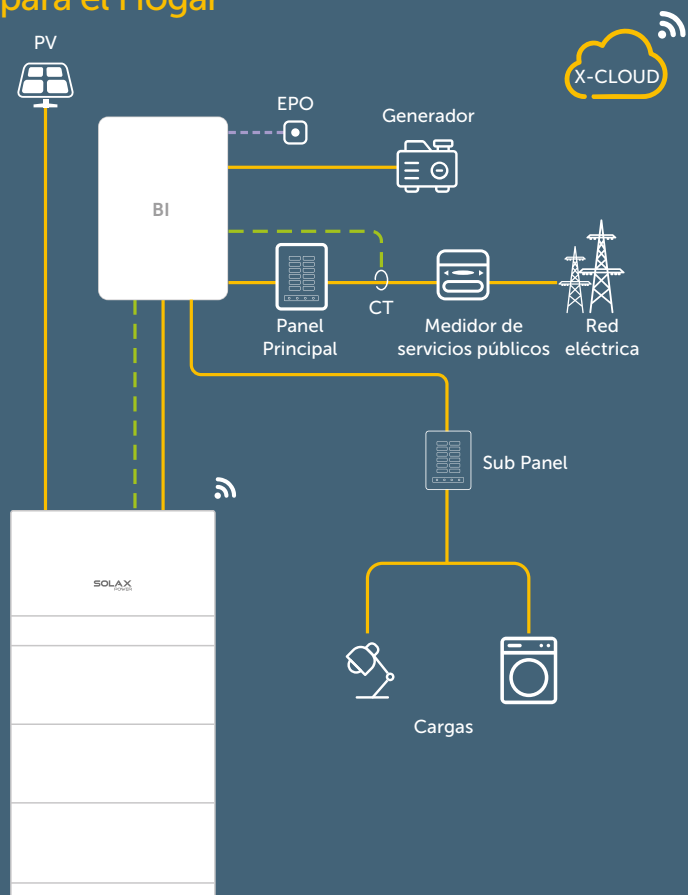 para el Hogar
PV
X-CLOUD
EPO
Generador
BI
CT
Panel
Principal
Medidor de
servicios públicos
Red
eléctrica
Sub Panel
SOLAX
POWER
Cargas